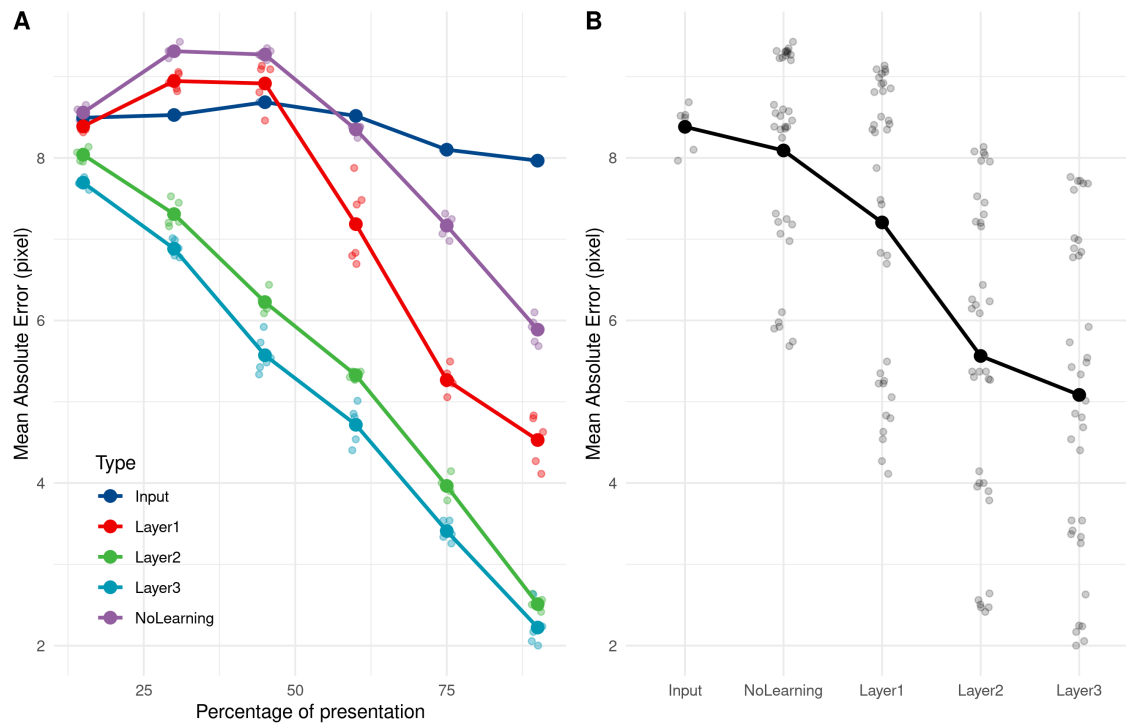 A
Mean Absolute Error (pixel)
8
6
4
2
Type
Input
Layer1
Layer2
Layer3
NoLearning
25 50 75
Percentage of presentation
B
Mean Absolute Error (pixel)
8
6
4
2
Input NoLearning Layer1 Layer2 Layer3